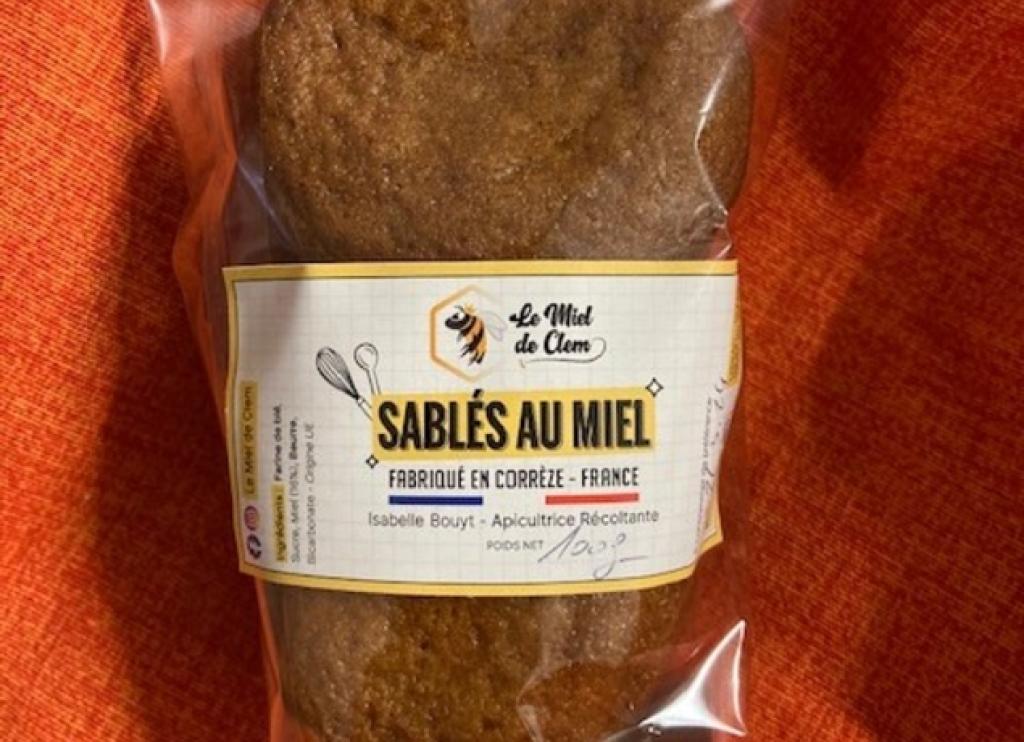 Le Miel
de Clem
SABLÉS AU MIEL
FABRIQUÉ EN CORRÈZE - FRANCE
Isabelle Bouyt - Apicultrice Récoltante
POIDS NET 100g
Le Miel de Clem
Ingrédients : Farine de blé,
Sucre, Miel (16%), Beurre,
Bicarbonate - Origine UE